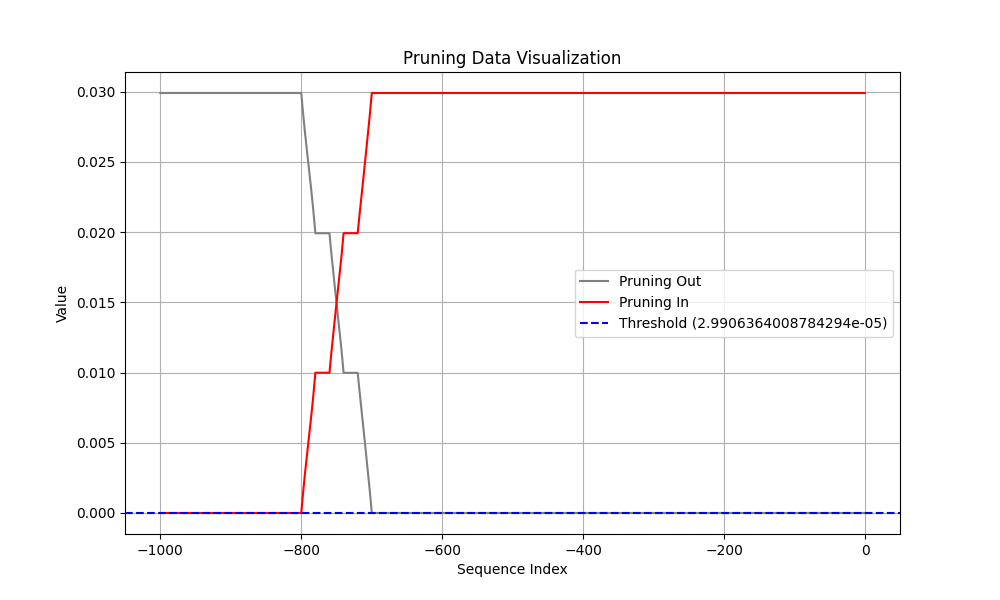 Pruning Data Visualization
0.030
0.025
0.020
0.015
0.010
0.005
0.000
Value
Pruning Out
Pruning In
Threshold (2.9906364008784294e-05)
−1000
−800
−600
−400
−200
0
Sequence Index